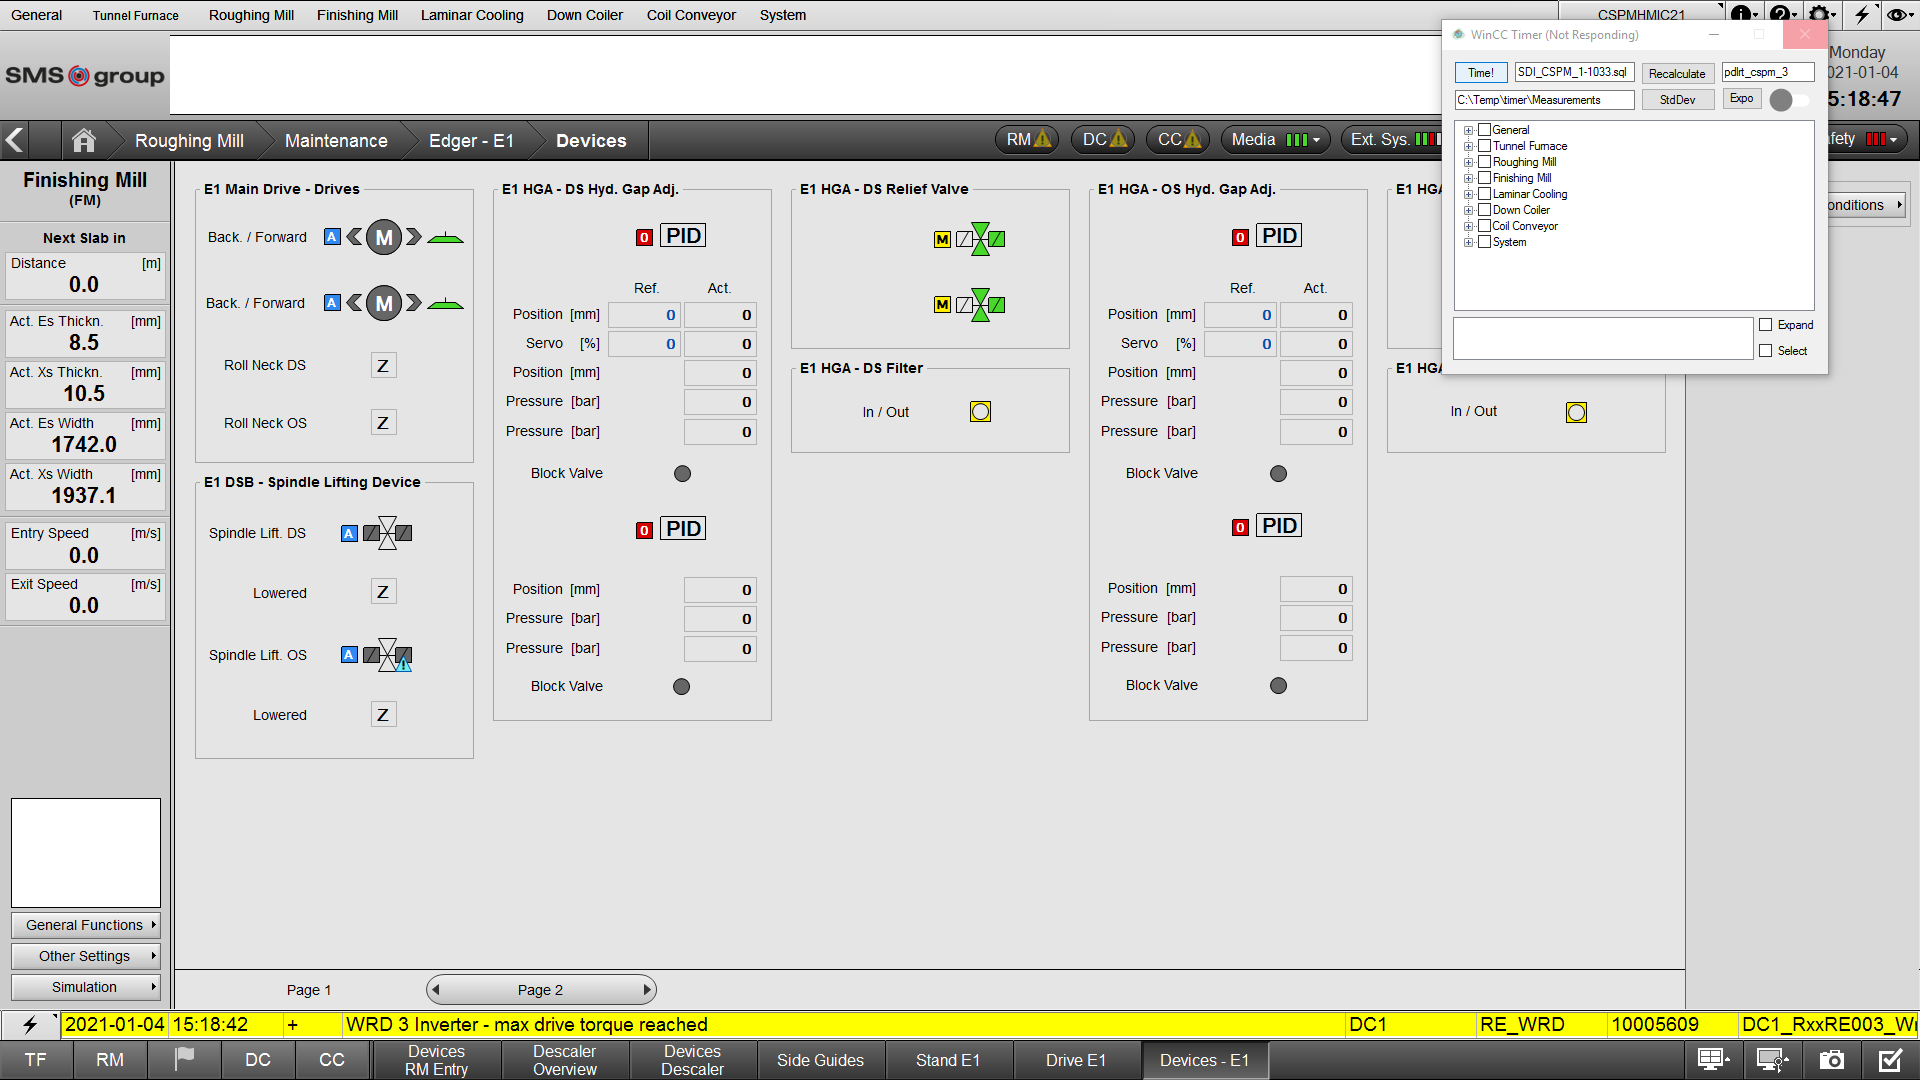 General Tunnel Furnace Roughing Mill Finishing Mill Laminar Cooling Down Coiler Coil Conveyor System CSPMHMIC21
SMS group
Monday
021-01-04
5:18:47
WinCC Timer (Not Responding)
Time! SDI_CSPM_1-1033.sql Recalculate pdlrt_cspm_3
C:\Temp\timer\Measurements StdDev Expo
General
Tunnel Furnace
Roughing Mill
Finishing Mill
Laminar Cooling
Down Coiler
Coil Conveyor
System
Expand
Select
Roughing Mill Maintenance Edger - E1 Devices RM DC CC Media Ext. Sys. fety
onditions
Finishing Mill
(FM)
Next Slab in
Distance [m]
0.0
Act. Es Thickn. [mm]
8.5
Act. Xs Thickn. [mm]
10.5
Act. Es Width [mm]
1742.0
Act. Xs Width [mm]
1937.1
Entry Speed [m/s]
0.0
Exit Speed [m/s]
0.0
General Functions
Other Settings
Simulation
E1 Main Drive - Drives
Back. / Forward A M
Back. / Forward A M
Roll Neck DS Z
Roll Neck OS Z
E1 DSB - Spindle Lifting Device
Spindle Lift. DS A
Lowered Z
Spindle Lift. OS A
Lowered Z
E1 HGA - DS Hyd. Gap Adj.
0 PID
Ref. Act.
Position [mm] 0 0
Servo [%] 0 0
Position [mm] 0
Pressure [bar] 0
Pressure [bar] 0
Block Valve
0 PID
Position [mm] 0
Pressure [bar] 0
Pressure [bar] 0
Block Valve
E1 HGA - DS Relief Valve
M
M
E1 HGA - DS Filter
In / Out
E1 HGA - OS Hyd. Gap Adj.
0 PID
Ref. Act.
Position [mm] 0 0
Servo [%] 0 0
Position [mm] 0
Pressure [bar] 0
Pressure [bar] 0
Block Valve
0 PID
Position [mm] 0
Pressure [bar] 0
Pressure [bar] 0
Block Valve
E1 HGA
E1 HGA
In / Out
Page 1 Page 2
2021-01-04 15:18:42 + WRD 3 Inverter - max drive torque reached DC1 RE_WRD 10005609 DC1_RxxRE003_Wr
TF RM DC CC Devices RM Entry Descaler Overview Devices Descaler Side Guides Stand E1 Drive E1 Devices - E1